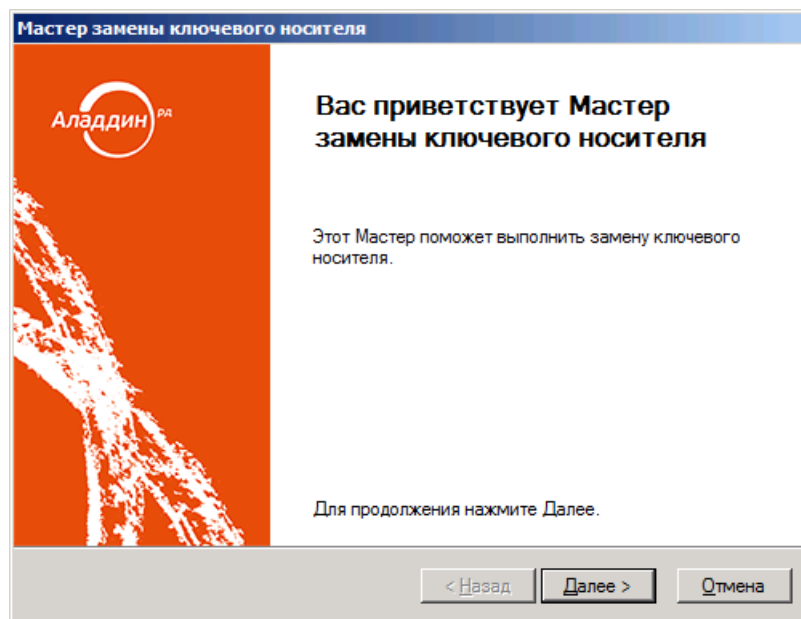 Мастер замены ключевого носителя
Аладдин РД
Вас приветствует Мастер
замены ключевого носителя
Этот Мастер поможет выполнить замену ключевого
носителя.
Для продолжения нажмите Далее.
< Назад
Далее >
Отмена